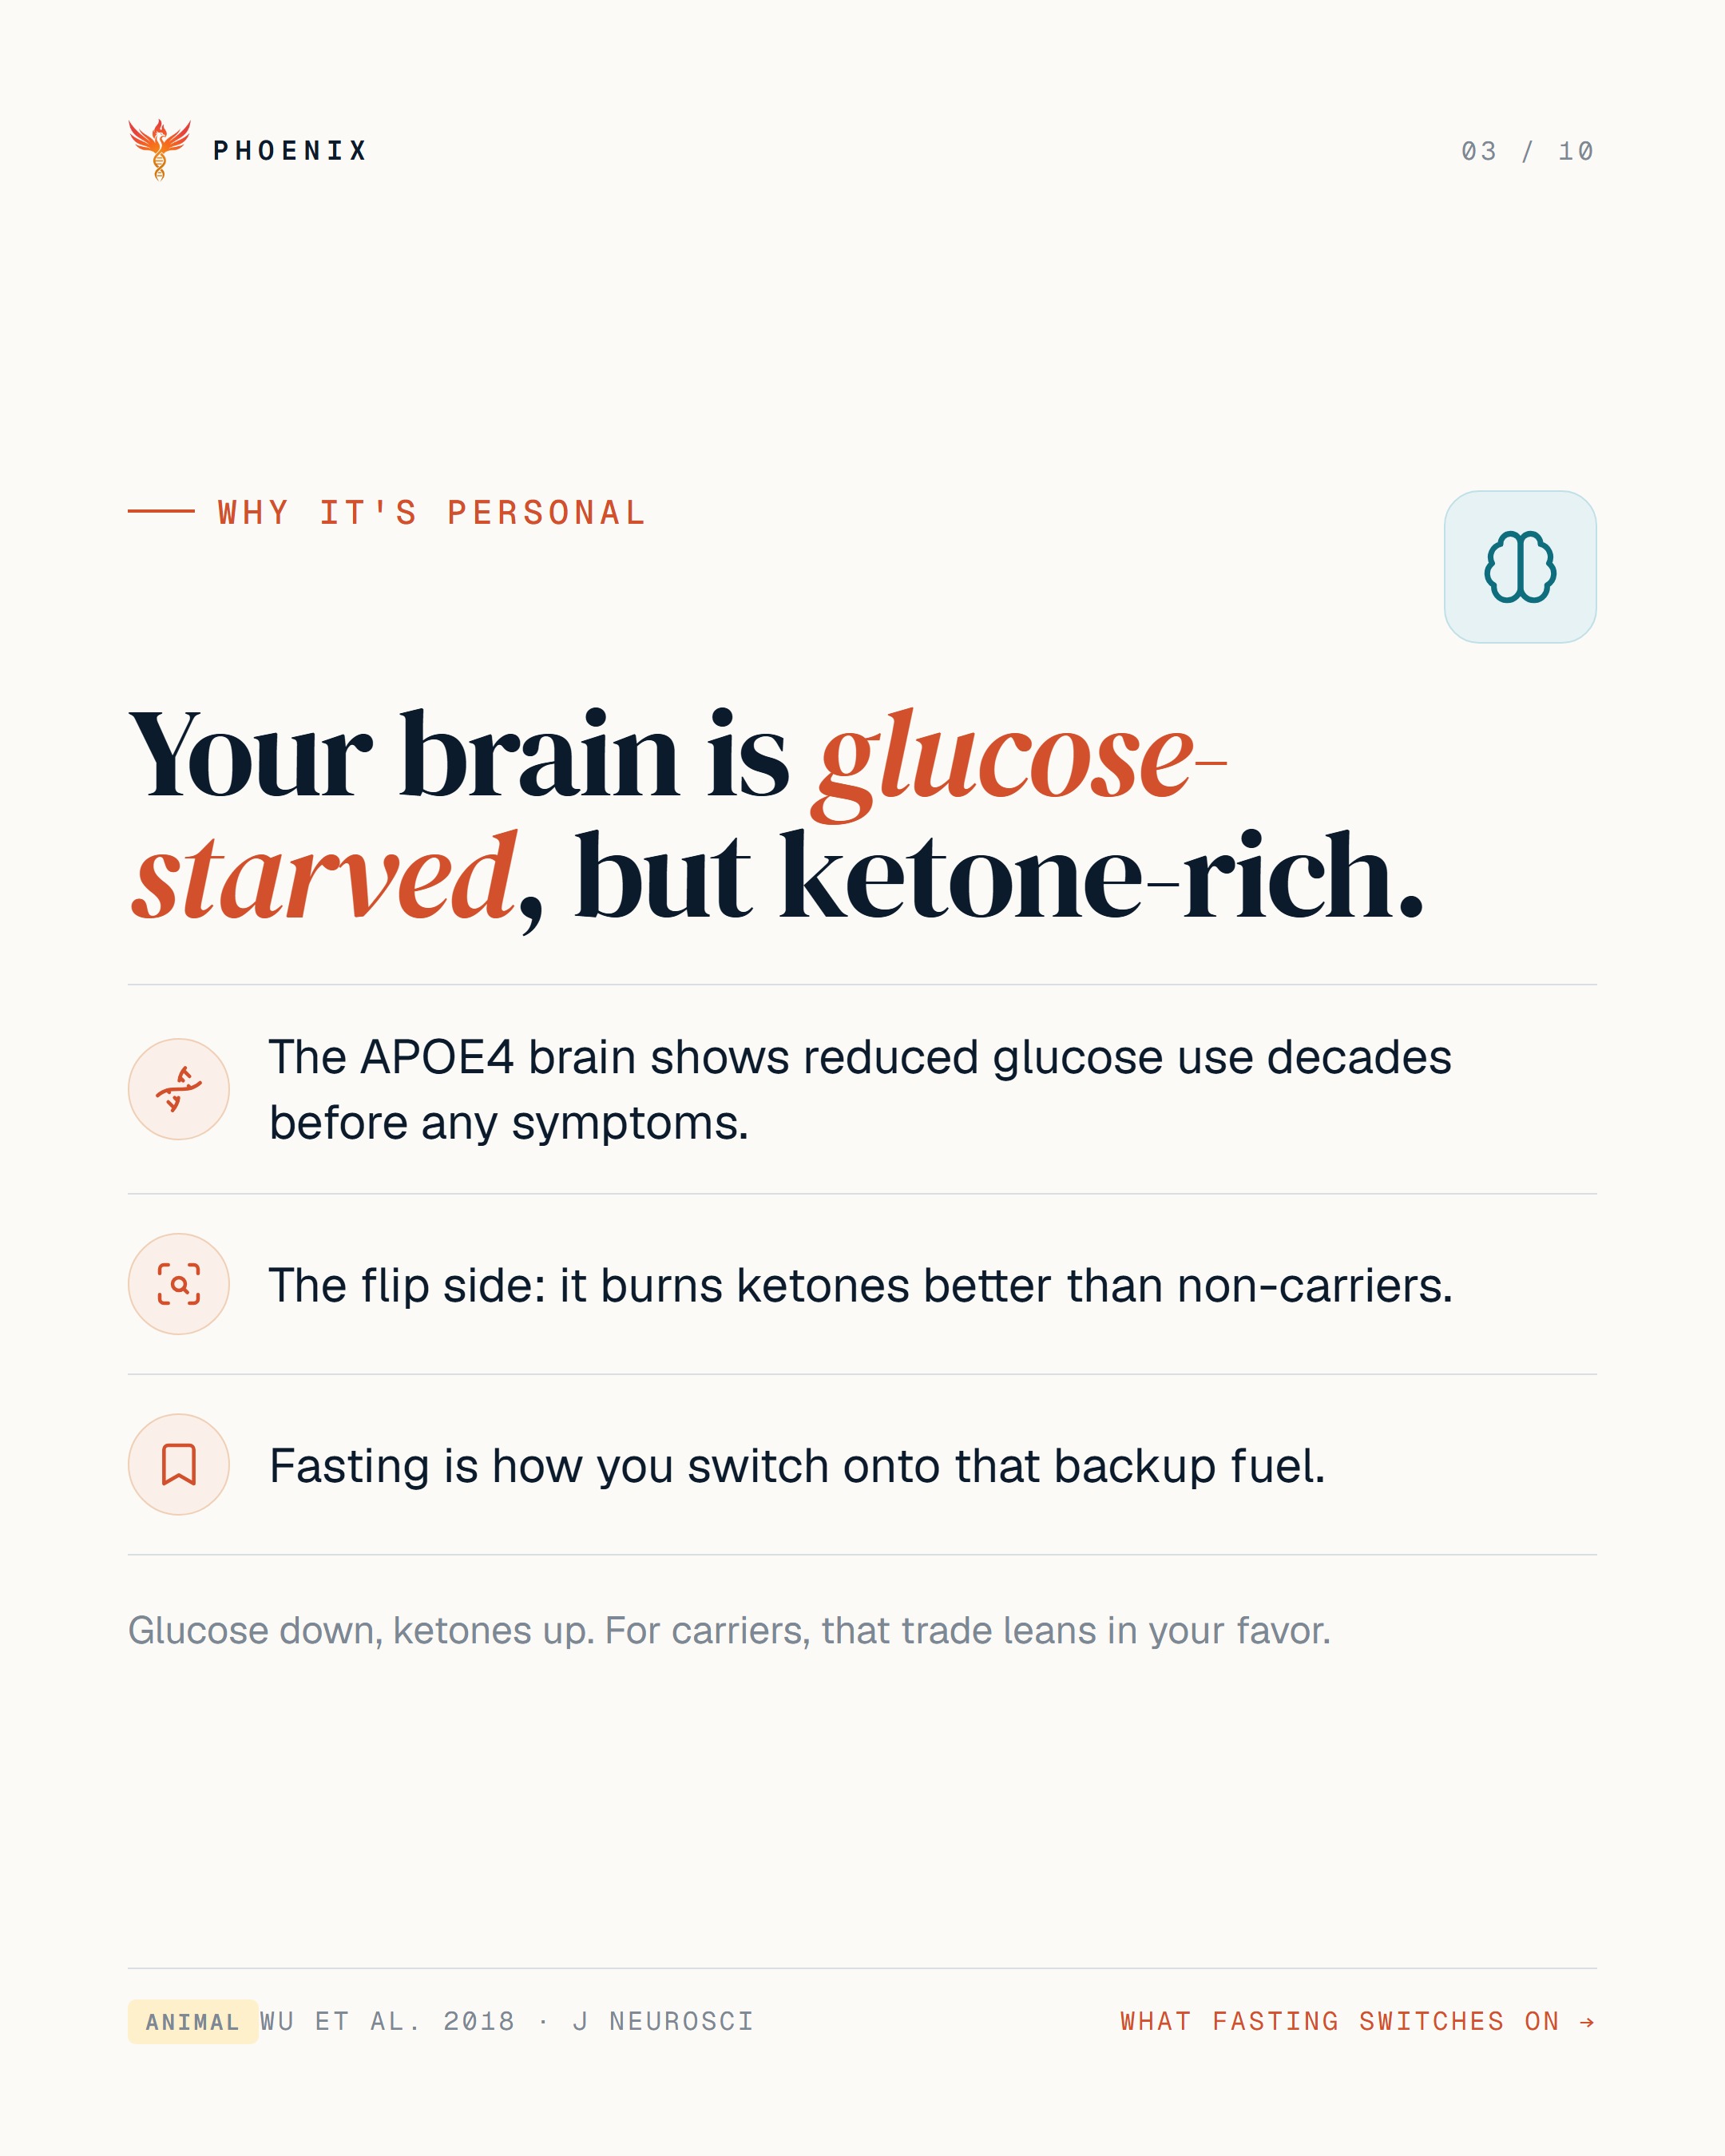 PHOENIX
03 / 10
WHY IT'S PERSONAL
Your brain is glucose-
starved, but ketone-rich.
The APOE4 brain shows reduced glucose use decades
before any symptoms.
The flip side: it burns ketones better than non-carriers.
Fasting is how you switch onto that backup fuel.
Glucose down, ketones up. For carriers, that trade leans in your favor.
ANIMAL WU ET AL. 2018 · J NEUROSCI
WHAT FASTING SWITCHES ON →